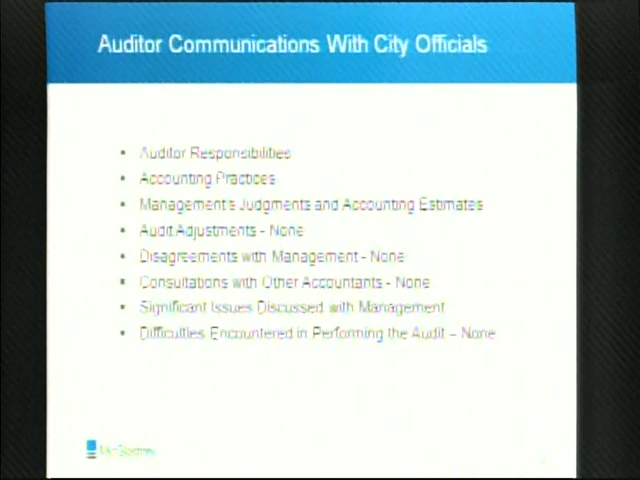 Auditor Communications With City Officials
• Auditor Responsibilities
• Accounting Practices
• Management's Judgments and Accounting Estimates
• Audit Adjustments - None
• Disagreements with Management - None
• Consultations with Other Accountants - None
• Significant Issues Discussed with Management
• Difficulties Encountered in Performing the Audit – None